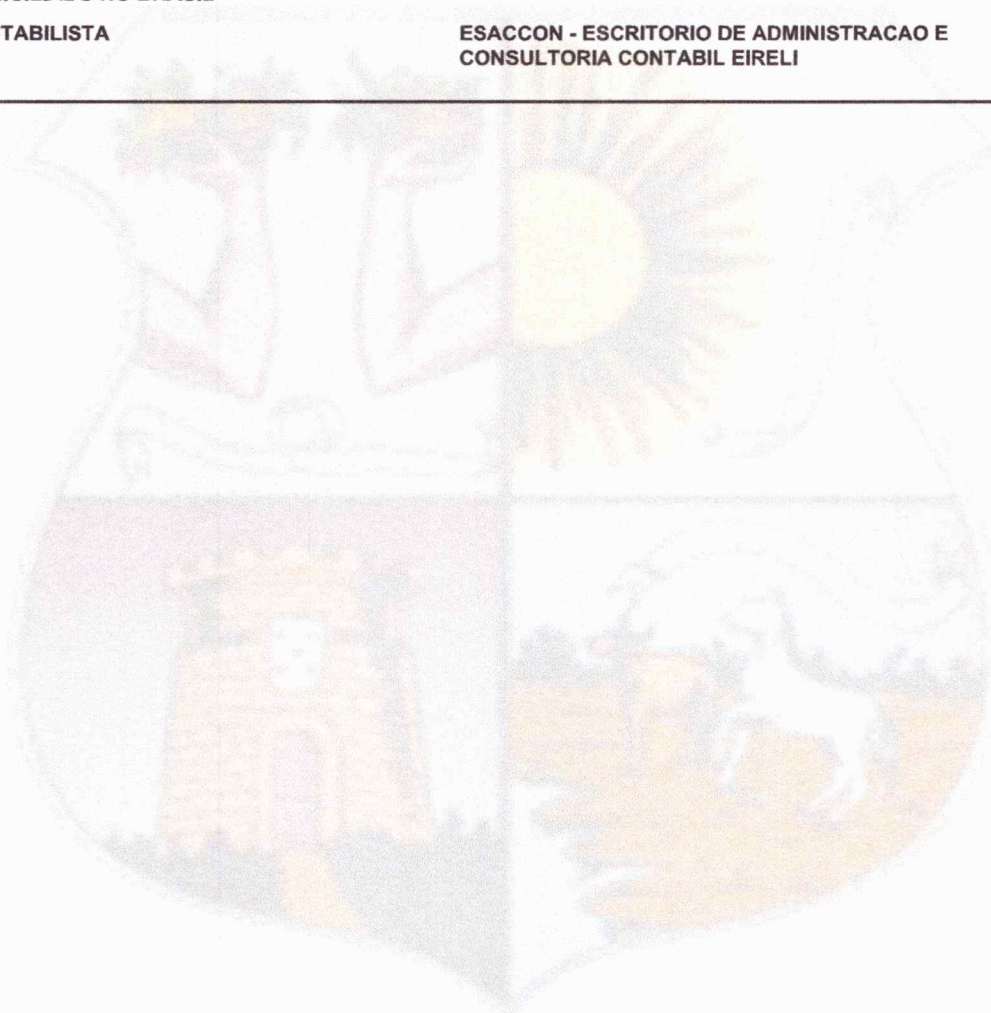 TABILISTA
ESACCON - ESCRITORIO DE ADMINISTRACAO E
CONSULTORIA CONTABIL EIRELI